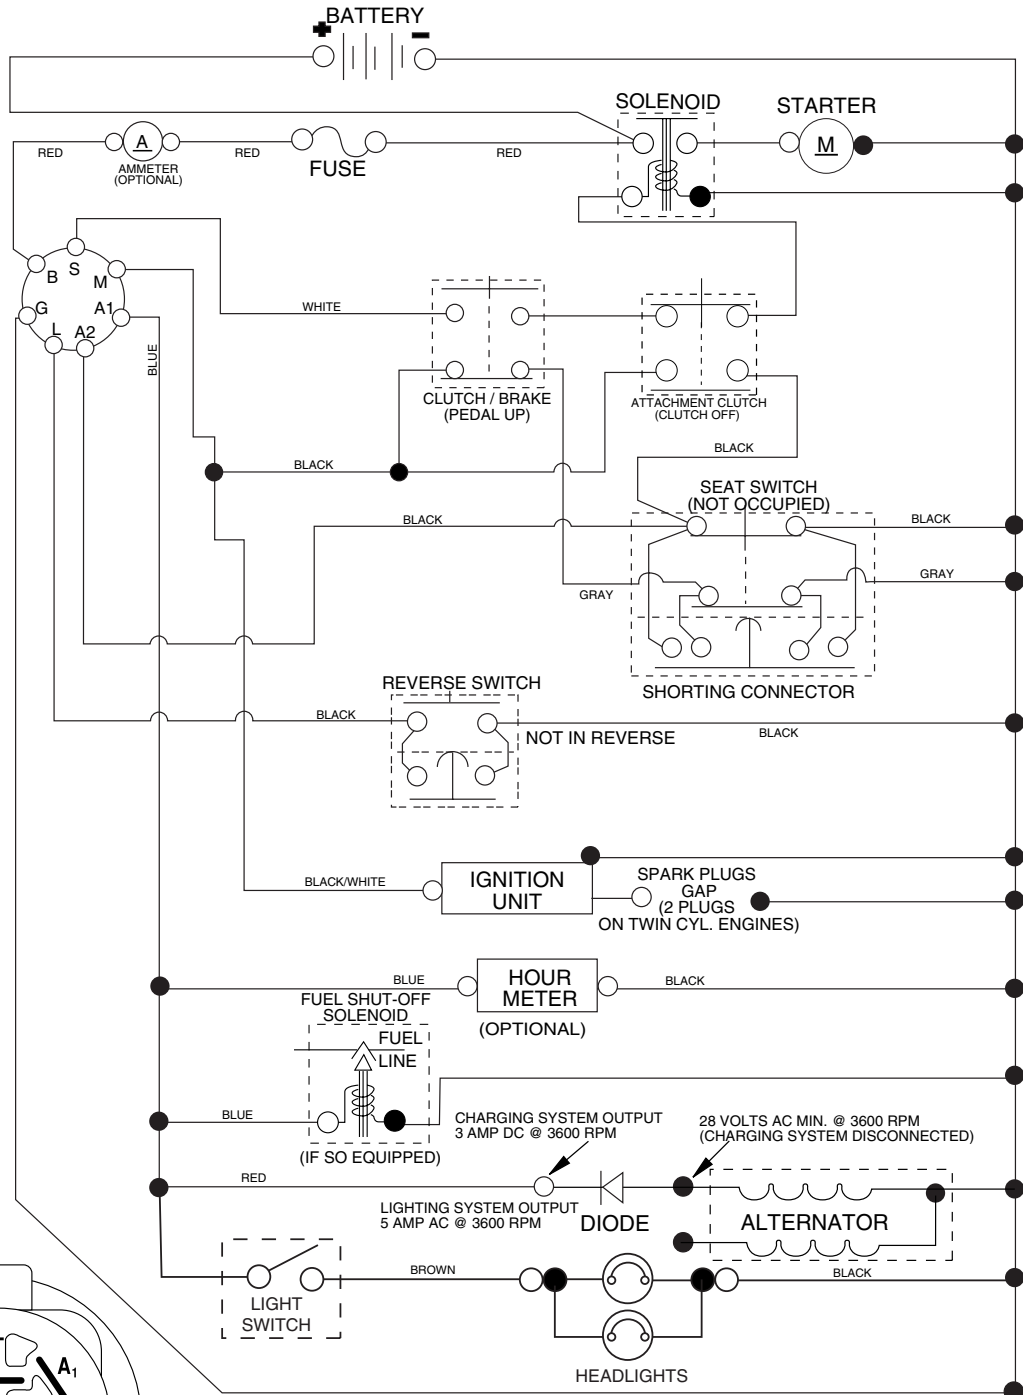 BATTERY
+ -
SOLENOID
STARTER
A
RED
RED
RED
M
AMMETER
(OPTIONAL)
FUSE
B
S
M
G
A1
L
A2
WHITE
BLUE
CLUTCH / BRAKE
(PEDAL UP)
ATTACHMENT CLUTCH
(CLUTCH OFF)
BLACK
BLACK
SEAT SWITCH
(NOT OCCUPIED)
BLACK
BLACK
GRAY
GRAY
SHORTING CONNECTOR
REVERSE SWITCH
BLACK
NOT IN REVERSE
BLACK
BLACK/WHITE
IGNITION
UNIT
SPARK PLUGS
GAP
(2 PLUGS
ON TWIN CYL. ENGINES)
BLUE
HOUR
METER
BLACK
(OPTIONAL)
FUEL SHUT-OFF
SOLENOID
FUEL
LINE
BLUE
(IF SO EQUIPPED)
CHARGING SYSTEM OUTPUT
3 AMP DC @ 3600 RPM
28 VOLTS AC MIN. @ 3600 RPM
(CHARGING SYSTEM DISCONNECTED)
RED
LIGHTING SYSTEM OUTPUT
5 AMP AC @ 3600 RPM
DIODE
ALTERNATOR
BROWN
BLACK
LIGHT
SWITCH
HEADLIGHTS
A1